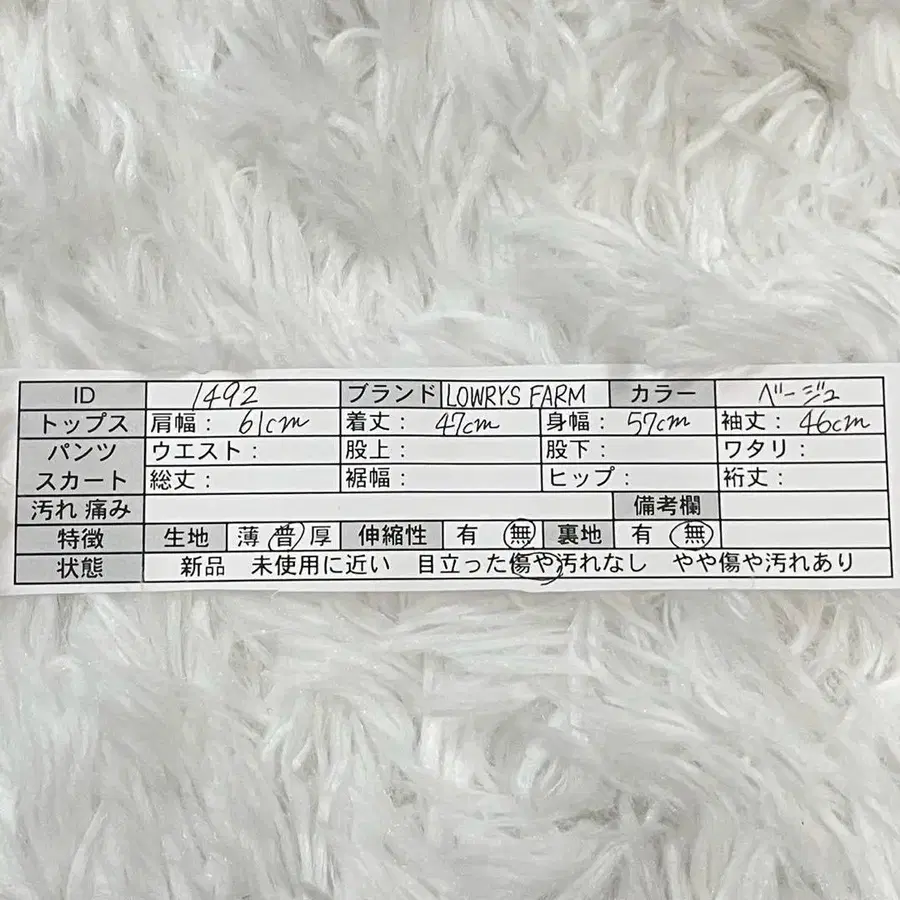 ID 1492 ブランド LOWRYS FARM カラー ベージュ
トップス 肩幅： 61cm 着丈： 47cm 身幅： 57cm 袖丈： 46cm
パンツ ウエスト： 股上： 股下： ワタリ：
スカート 総丈： 裾幅： ヒップ： 裄丈：
汚れ 痛み 備考欄
特徴 生地 薄 普 厚 伸縮性 有 無 裏地 有 無
状態 新品 未使用に近い 目立った傷や汚れなし やや傷や汚れあり